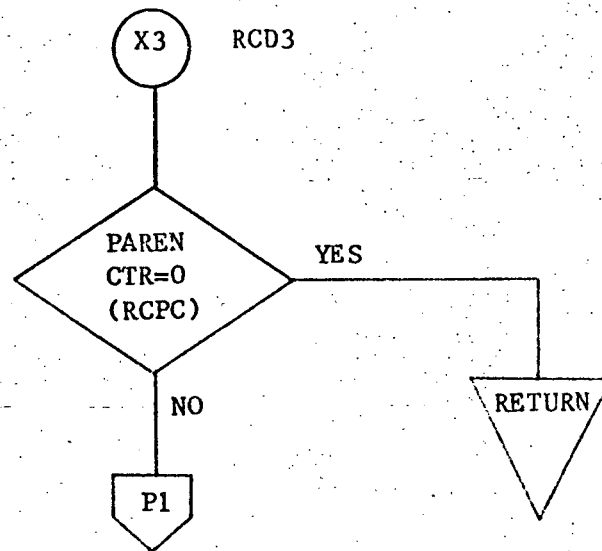 X3 RCD3
PAREN
CTR=0
(RCPC)
YES
NO
RETURN
P1